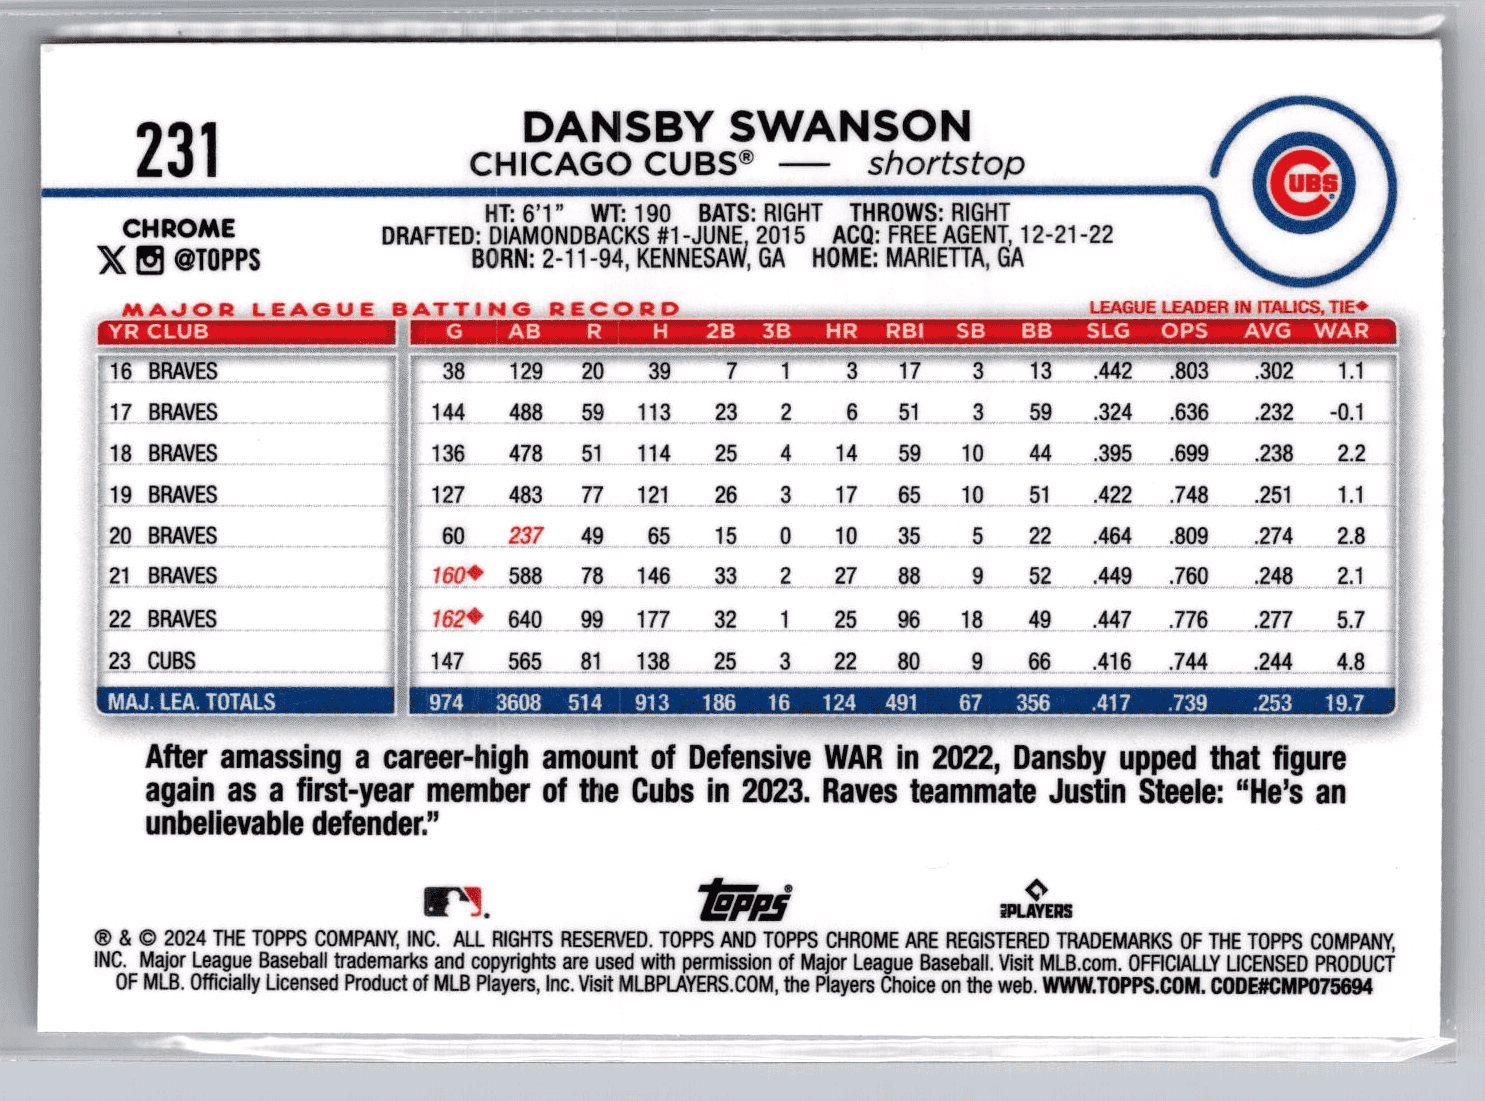 231
DANSBY SWANSON
CHICAGO CUBS® — shortstop
CUBS®
CHROME
X @TOPPS
HT: 6'1" WT: 190 BATS: RIGHT THROWS: RIGHT
DRAFTED: DIAMONDBACKS #1-JUNE, 2015 ACQ: FREE AGENT, 12-21-22
BORN: 2-11-94, KENNESAW, GA HOME: MARIETTA, GA
MAJOR LEAGUE BATTING RECORD LEAGUE LEADER IN ITALICS, TIE◆
YR CLUB G AB R H 2B 3B HR RBI SB BB SLG OPS AVG WAR
16 BRAVES 38 129 20 39 7 1 3 17 3 13 .442 .803 .302 1.1
17 BRAVES 144 488 59 113 23 2 6 51 3 59 .324 .636 .232 -0.1
18 BRAVES 136 478 51 114 25 4 14 59 10 44 .395 .699 .238 2.2
19 BRAVES 127 483 77 121 26 3 17 65 10 51 .422 .748 .251 1.1
20 BRAVES 60 237 49 65 15 0 10 35 5 22 .464 .809 .274 2.8
21 BRAVES 160◆ 588 78 146 33 2 27 88 9 52 .449 .760 .248 2.1
22 BRAVES 162◆ 640 99 177 32 1 25 96 18 49 .447 .776 .277 5.7
23 CUBS 147 565 81 138 25 3 22 80 9 66 .416 .744 .244 4.8
MAJ. LEA. TOTALS 974 3608 514 913 186 16 124 491 67 356 .417 .739 .253 19.7
After amassing a career-high amount of Defensive WAR in 2022, Dansby upped that figure
again as a first-year member of the Cubs in 2023. Raves teammate Justin Steele: “He’s an
unbelievable defender.”
topps®
MLB PLAYERS
® & © 2024 THE TOPPS COMPANY, INC. ALL RIGHTS RESERVED. TOPPS AND TOPPS CHROME ARE REGISTERED TRADEMARKS OF THE TOPPS COMPANY,
INC. Major League Baseball trademarks and copyrights are used with permission of Major League Baseball. Visit MLB.com. OFFICIALLY LICENSED PRODUCT
OF MLB. Officially Licensed Product of MLB Players, Inc. Visit MLBPLAYERS.COM, the Players Choice on the web. WWW.TOPPS.COM. CODE#CMP075694